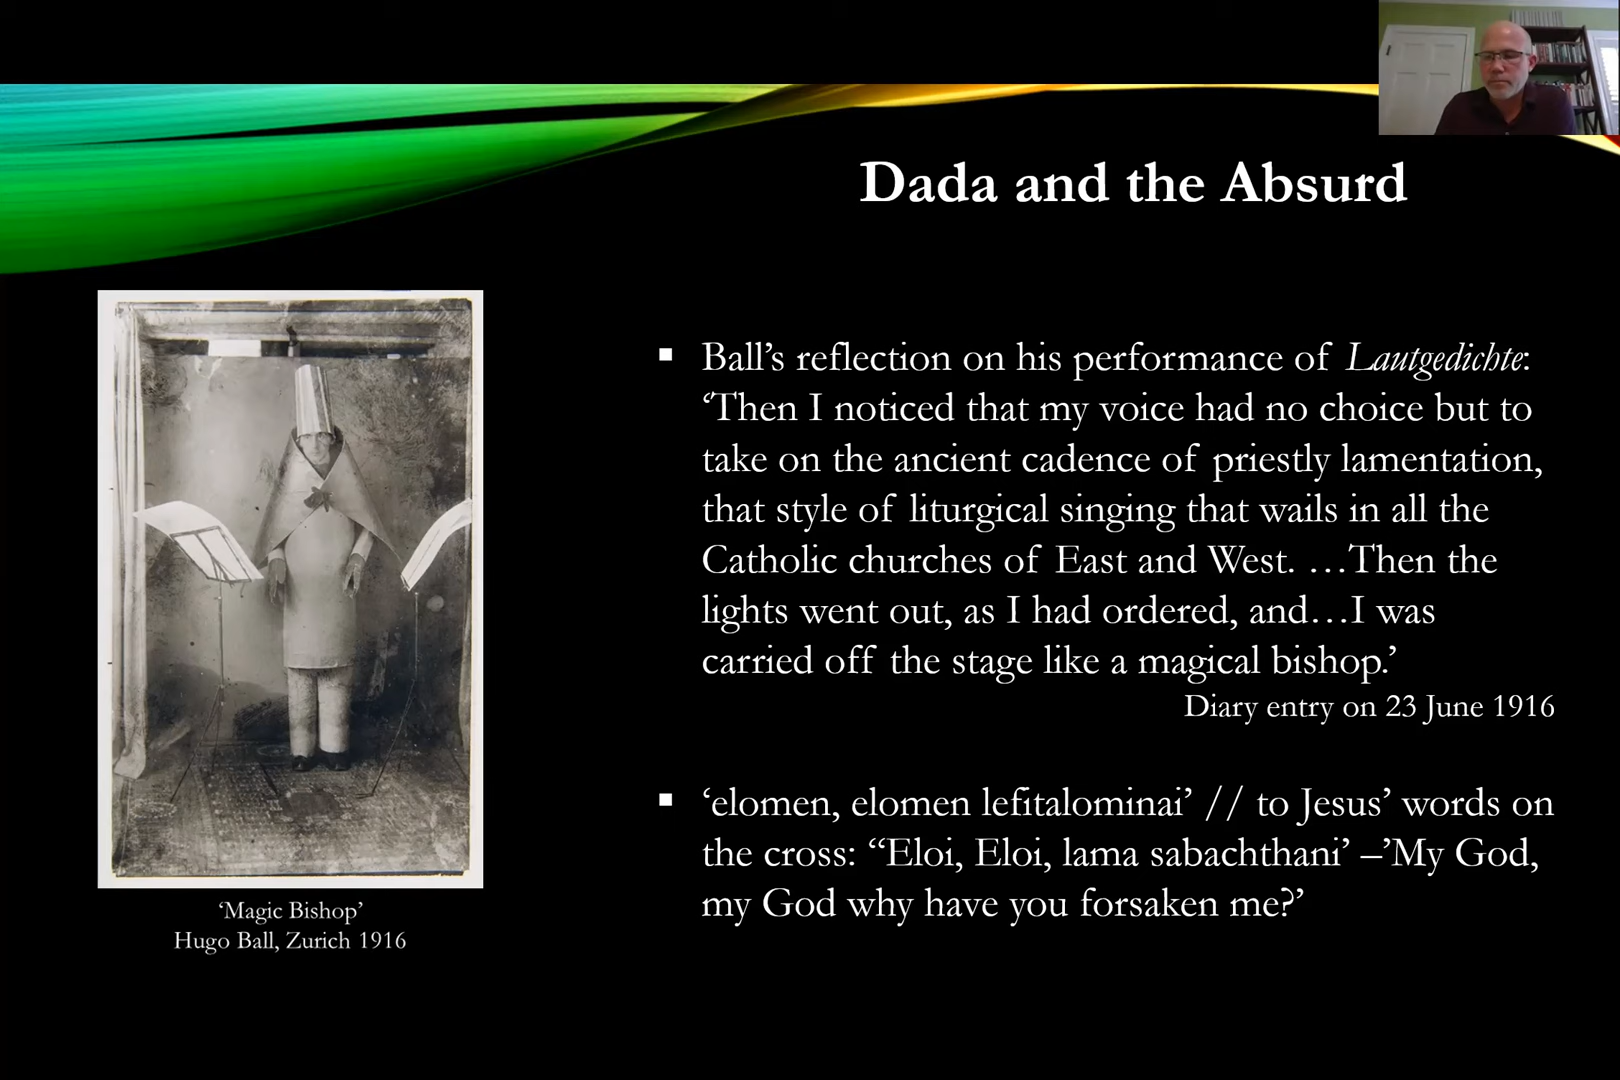 Dada and the Absurd
▪ Ball’s reflection on his performance of Lautgedichte:
‘Then I noticed that my voice had no choice but to
take on the ancient cadence of priestly lamentation,
that style of liturgical singing that wails in all the
Catholic churches of East and West. …Then the
lights went out, as I had ordered, and…I was
carried off the stage like a magical bishop.’
Diary entry on 23 June 1916
▪ ‘elomen, elomen lefitalominai’ // to Jesus’ words on
the cross: “Eloi, Eloi, lama sabachthani’ –’My God,
my God why have you forsaken me?’
‘Magic Bishop’
Hugo Ball, Zurich 1916